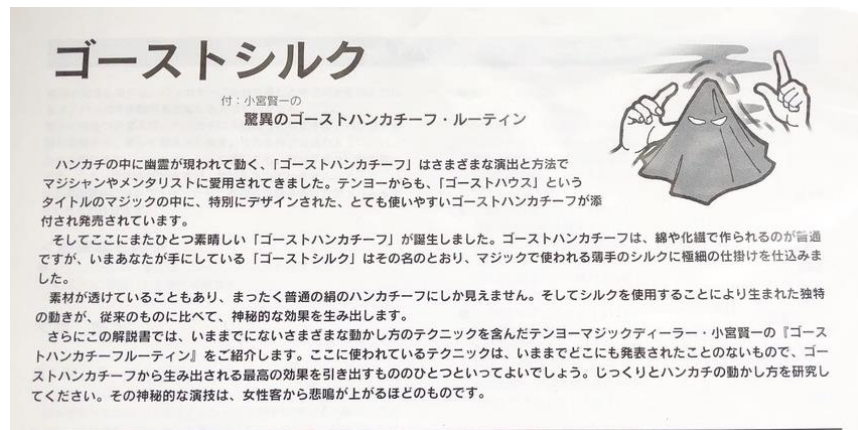 ゴーストシルク
付：小宮賢一の
驚異のゴーストハンカチーフ・ルーティン
ハンカチの中に幽霊が現われて動く、「ゴーストハンカチーフ」はさまざまな演出と方法で
マジシャンやメンタリストに愛用されてきました。テンヨーからも、「ゴーストハウス」という
タイトルのマジックの中に、特別にデザインされた、とても使いやすいゴーストハンカチーフが添
付され発売されています。
そしてここにまたひとつ素晴しい「ゴーストハンカチーフ」が誕生しました。ゴーストハンカチーフは、綿や化繊で作られるのが普通
ですが、いまあなたが手にしている「ゴーストシルク」はその名のとおり、マジックで使われる薄手のシルクに極細の仕掛けを仕込みま
した。
素材が透けていることもあり、まったく普通の絹のハンカチーフにしか見えません。そしてシルクを使用することにより生まれた独特
の動きが、従来のものに比べて、神秘的な効果を生み出します。
さらにこの解説書では、いままでにないさまざまな動かし方のテクニックを含んだテンヨーマジックディーラー・小宮賢一の『ゴース
トハンカチーフルーティン』をご紹介します。ここに使われているテクニックは、いままでどこにも発表されたことのないもので、ゴー
ストハンカチーフから生み出される最高の効果を引き出すもののひとつといってよいでしょう。じっくりとハンカチの動かし方を研究し
てください。その神秘的な演技は、女性客から悲鳴が上がるほどのものです。